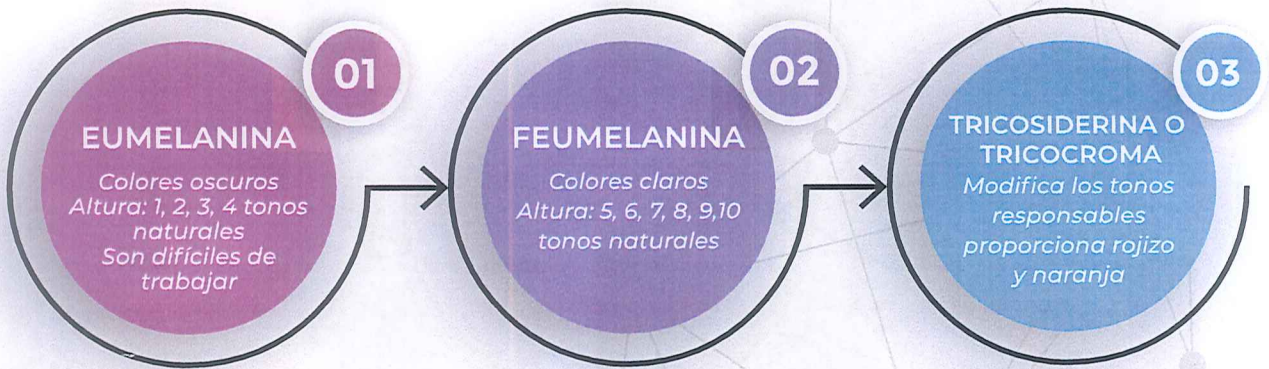 01
EUMELANINA
Colores oscuros
Altura: 1, 2, 3, 4 tonos
naturales
Son difíciles de
trabajar
02
FEUMELANINA
Colores claros
Altura: 5, 6, 7, 8, 9,10
tonos naturales
03
TRICOSIDERINA O
TRICOCROMA
Modifica los tonos
responsables
proporciona rojizo
y naranja